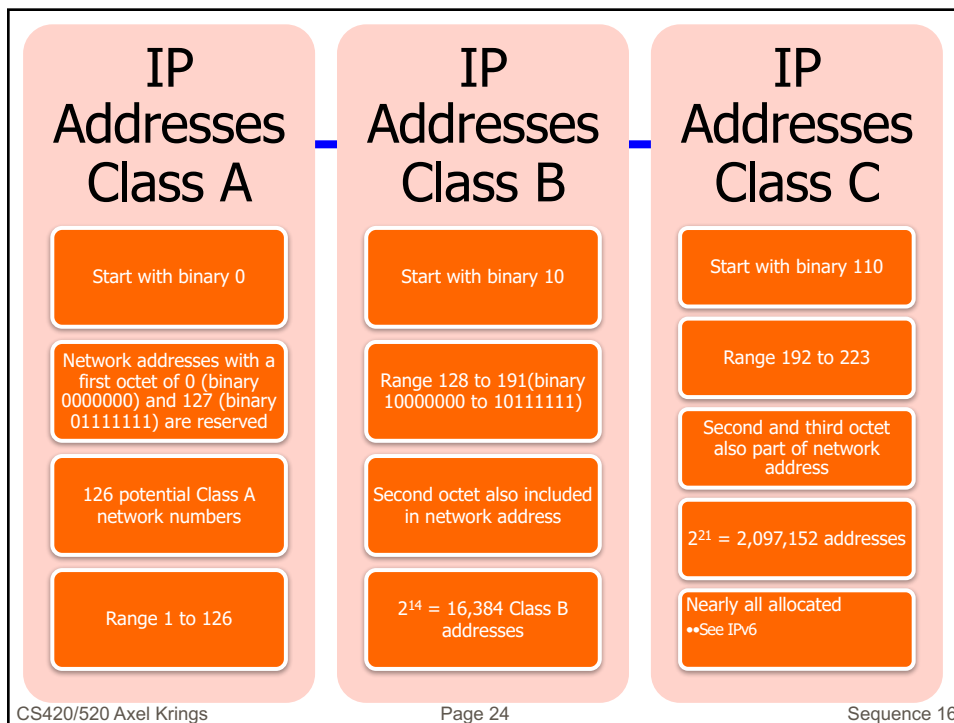 IP
Addresses
Class A
Start with binary 0
Network addresses with a
first octet of 0 (binary
0000000) and 127 (binary
01111111) are reserved
126 potential Class A
network numbers
Range 1 to 126
IP
Addresses
Class B
Start with binary 10
Range 128 to 191(binary
10000000 to 10111111)
Second octet also included
in network address
2¹⁴ = 16,384 Class B
addresses
IP
Addresses
Class C
Start with binary 110
Range 192 to 223
Second and third octet
also part of network
address
2²¹ = 2,097,152 addresses
Nearly all allocated
••See IPv6
CS420/520 Axel Krings
Page 24
Sequence 16